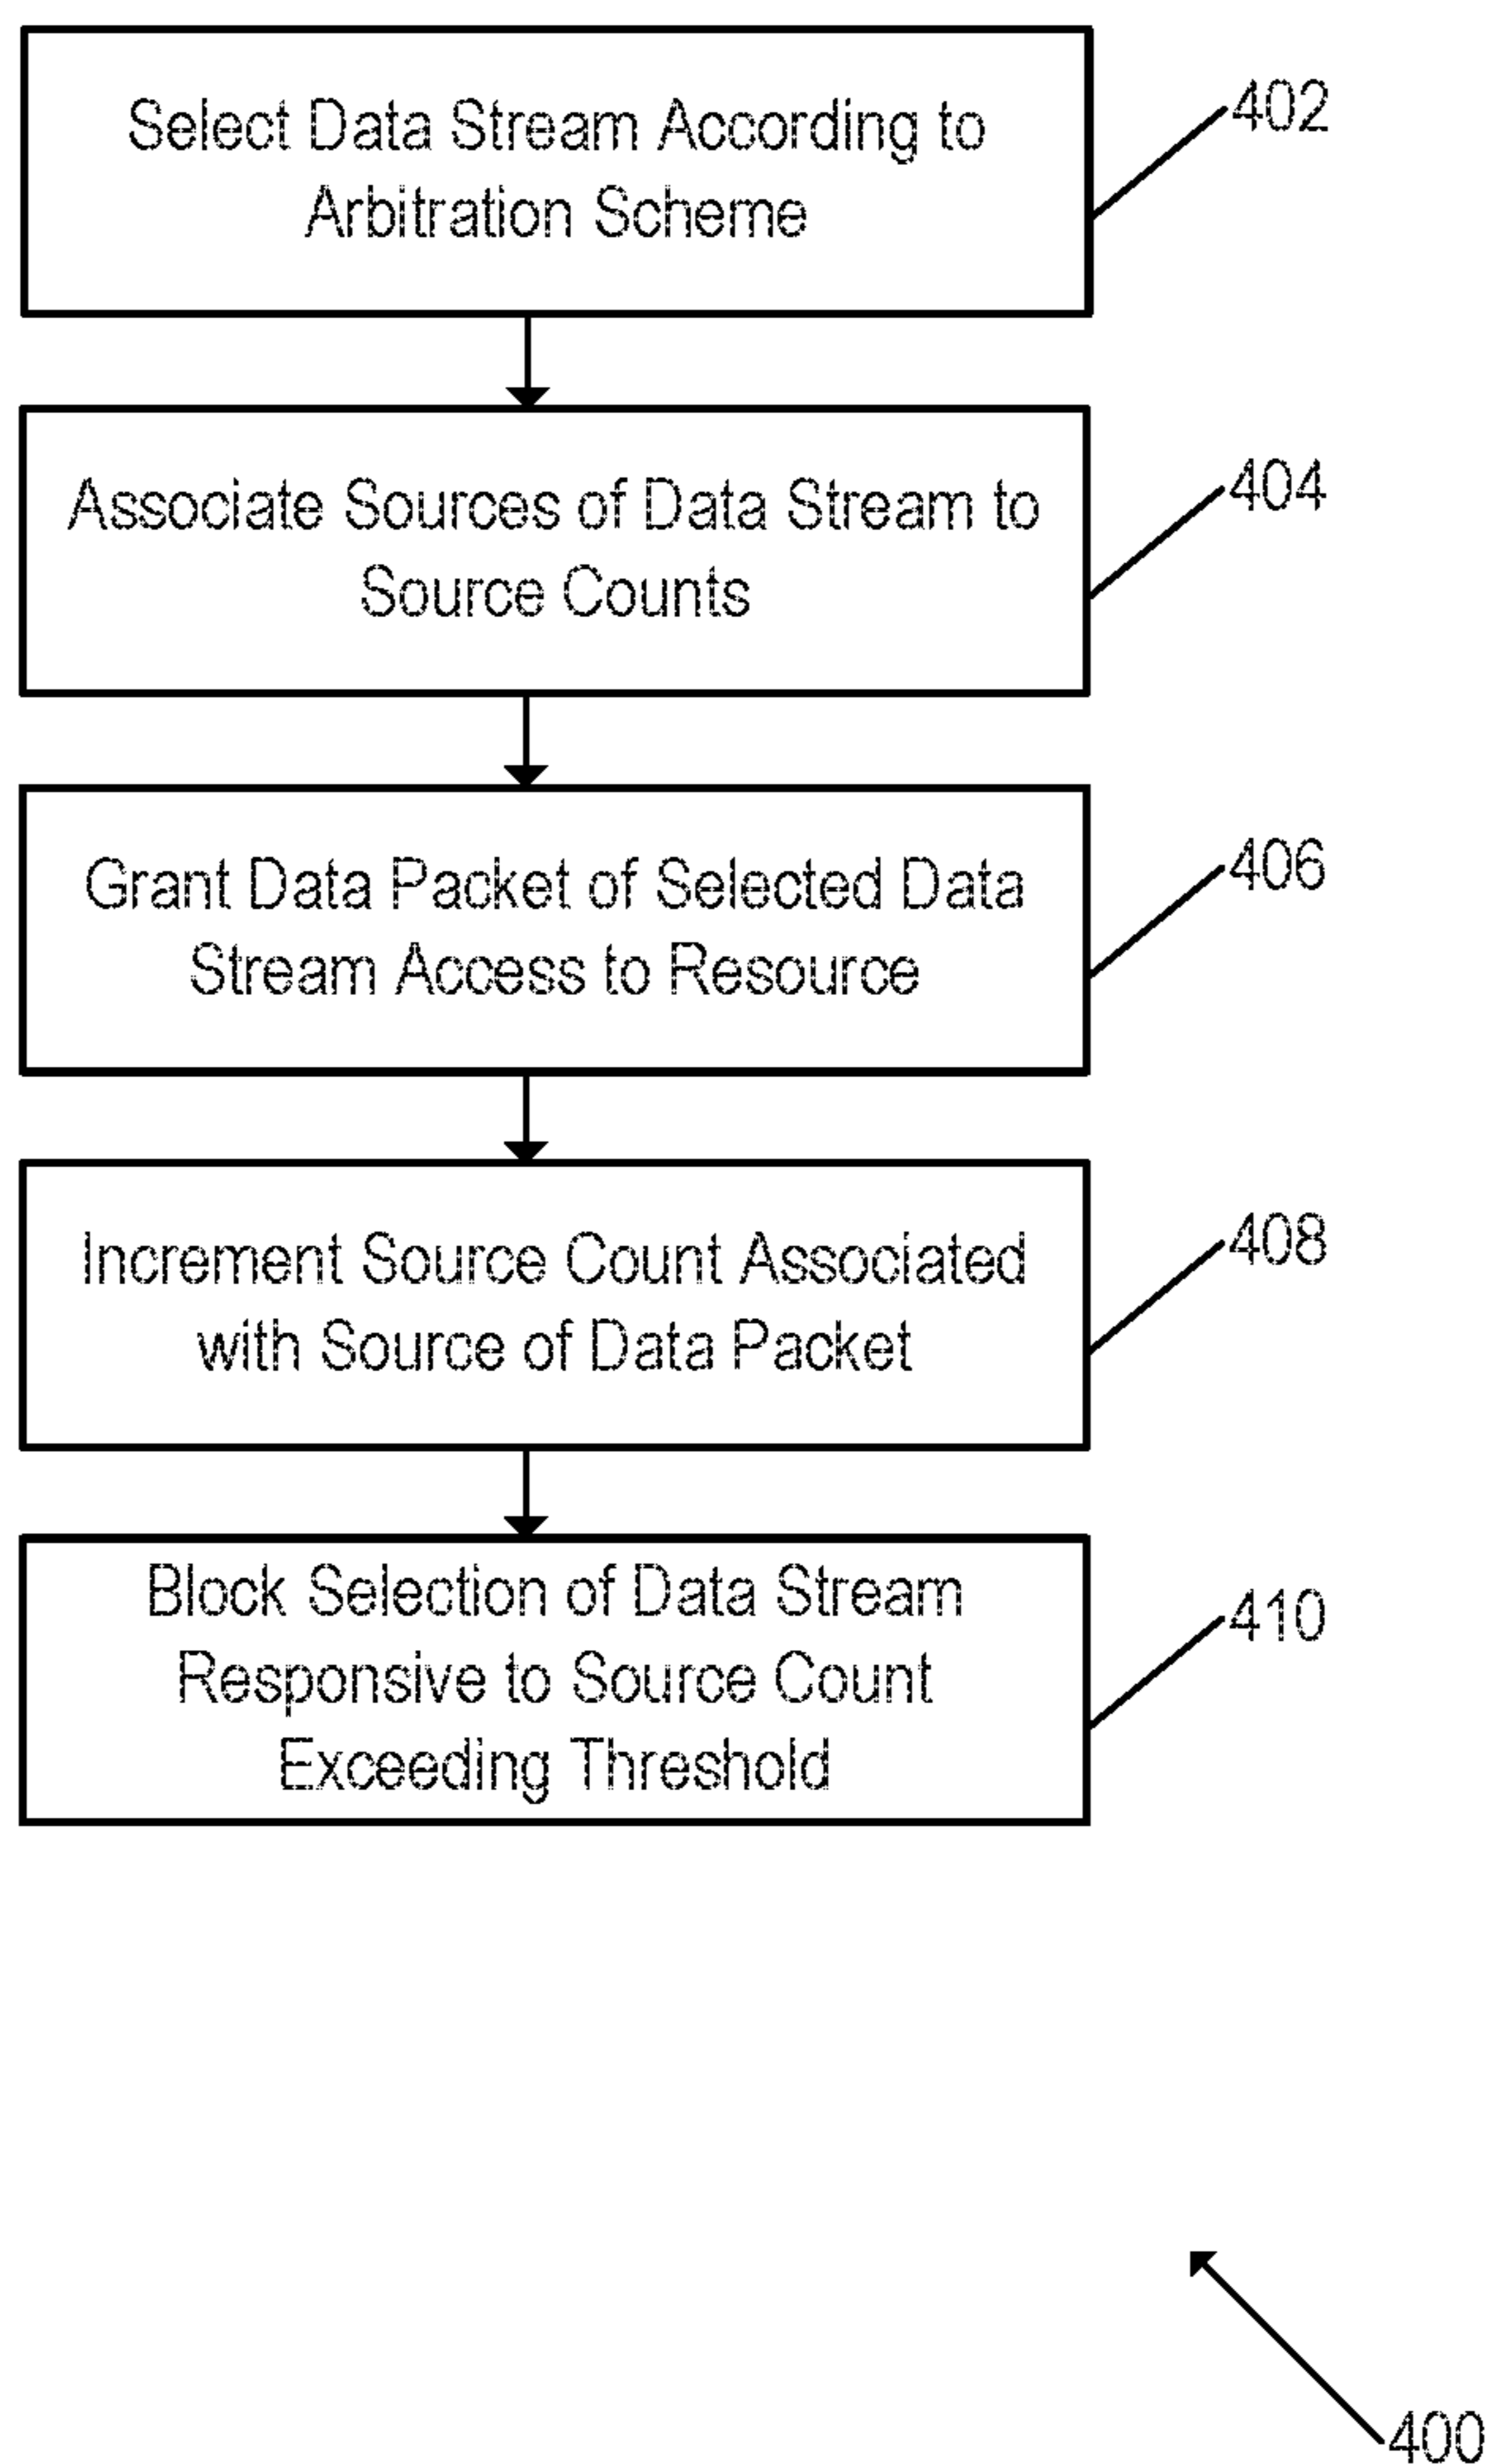 Select Data Stream According to
Arbitration Scheme
402
Associate Sources of Data Stream to
Source Counts
404
Grant Data Packet of Selected Data
Stream Access to Resource
406
Increment Source Count Associated
with Source of Data Packet
408
Block Selection of Data Stream
Responsive to Source Count
Exceeding Threshold
410
400